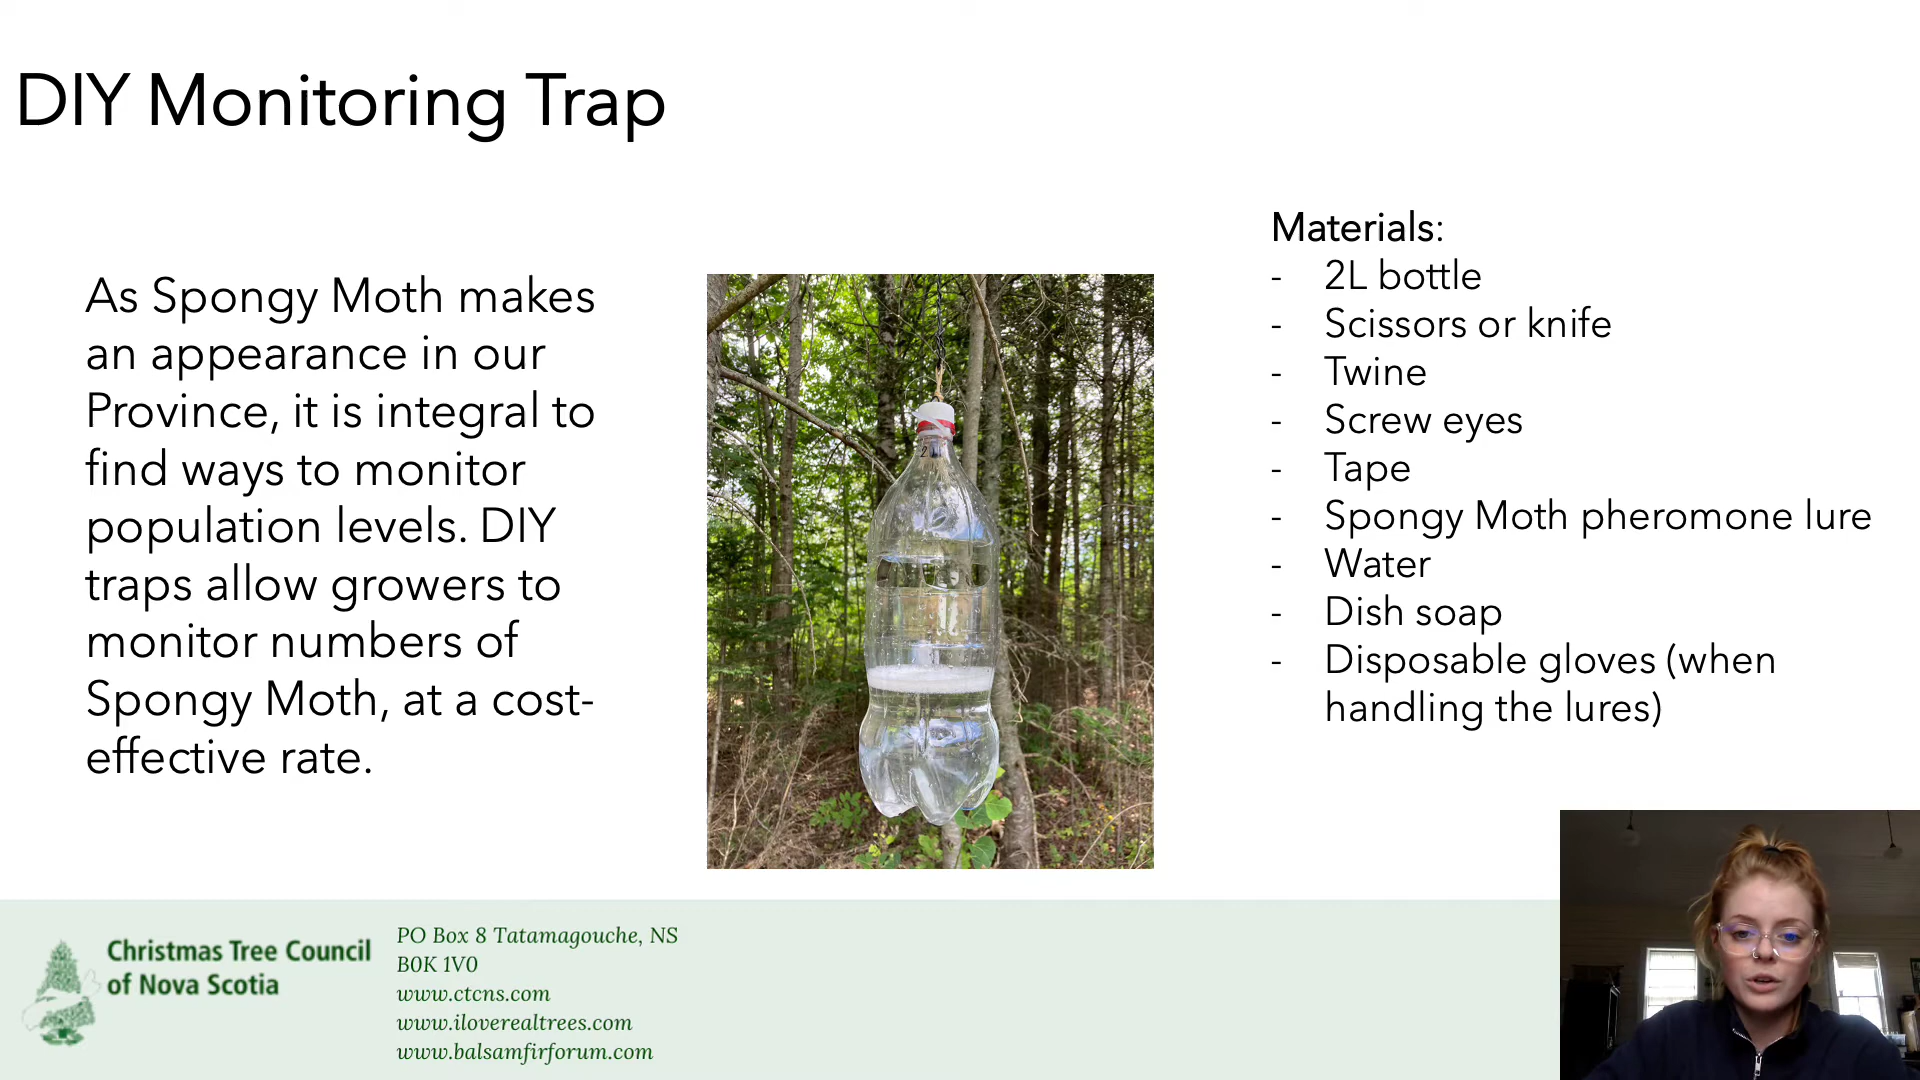 DIY Monitoring Trap
As Spongy Moth makes
an appearance in our
Province, it is integral to
find ways to monitor
population levels. DIY
traps allow growers to
monitor numbers of
Spongy Moth, at a cost-
effective rate.
2
Materials:
- 2L bottle
- Scissors or knife
- Twine
- Screw eyes
- Tape
- Spongy Moth pheromone lure
- Water
- Dish soap
- Disposable gloves (when
handling the lures)
Christmas Tree Council
of Nova Scotia
PO Box 8 Tatamagouche, NS
B0K 1V0
www.ctcns.com
www.iloverealtrees.com
www.balsamfirforum.com